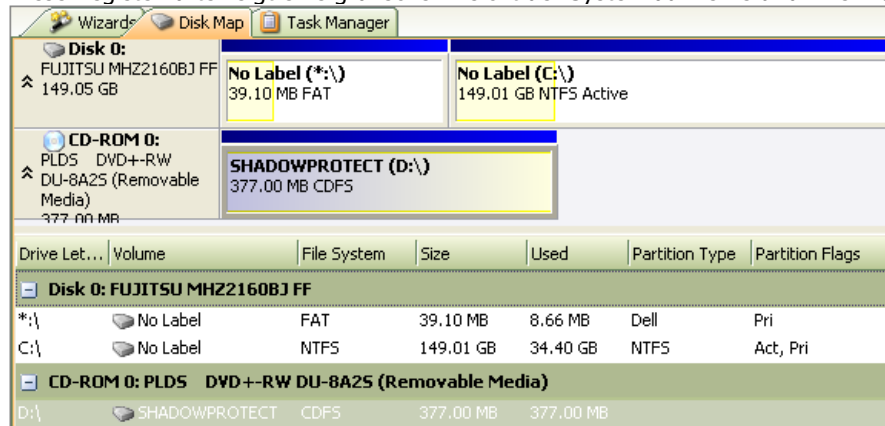 Wizards Disk Map Task Manager
Disk 0:
FUJITSU MHZ2160BJ FF
149.05 GB
No Label (*:\)
39.10 MB FAT
No Label (C:\)
149.01 GB NTFS Active
CD-ROM 0:
PLDS DVD+-RW
DU-8A2S (Removable
Media)
377.00 MB
SHADOWPROTECT (D:\)
377.00 MB CDFS
Drive Let... Volume File System Size Used Partition Type Partition Flags
Disk 0: FUJITSU MHZ2160BJ FF
*:\ No Label FAT 39.10 MB 8.66 MB Dell Pri
C:\ No Label NTFS 149.01 GB 34.40 GB NTFS Act, Pri
CD-ROM 0: PLDS DVD+-RW DU-8A2S (Removable Media)
D:\ SHADOWPROTECT CDFS 377.00 MB 377.00 MB